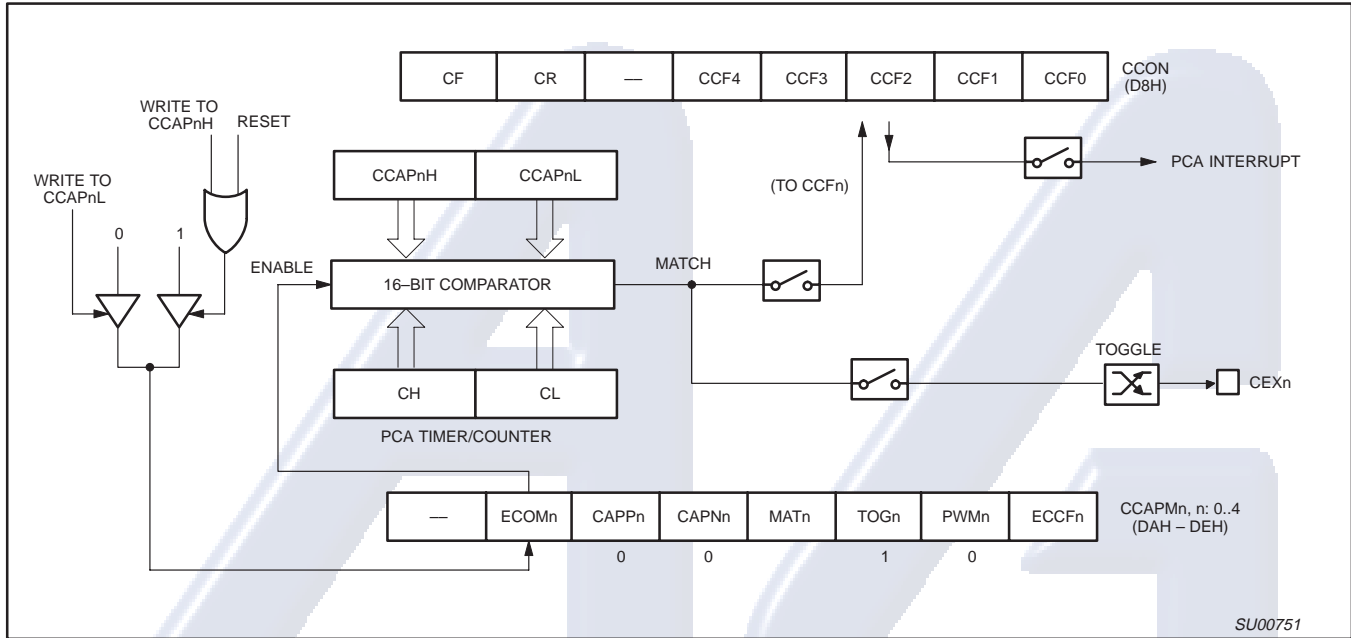 CF CR — CCF4 CCF3 CCF2 CCF1 CCF0
CCON
(D8H)
WRITE TO
CCAPnH
RESET
WRITE TO
CCAPnL
0 1
CCAPnH CCAPnL
(TO CCFn)
PCA INTERRUPT
ENABLE
16–BIT COMPARATOR
MATCH
TOGGLE
CEXn
CH CL
PCA TIMER/COUNTER
— ECOMn CAPPn CAPNn MATn TOGn PWMn ECCFn
CCAPMn, n: 0..4
(DAH – DEH)
0 0 1 0
SU00751